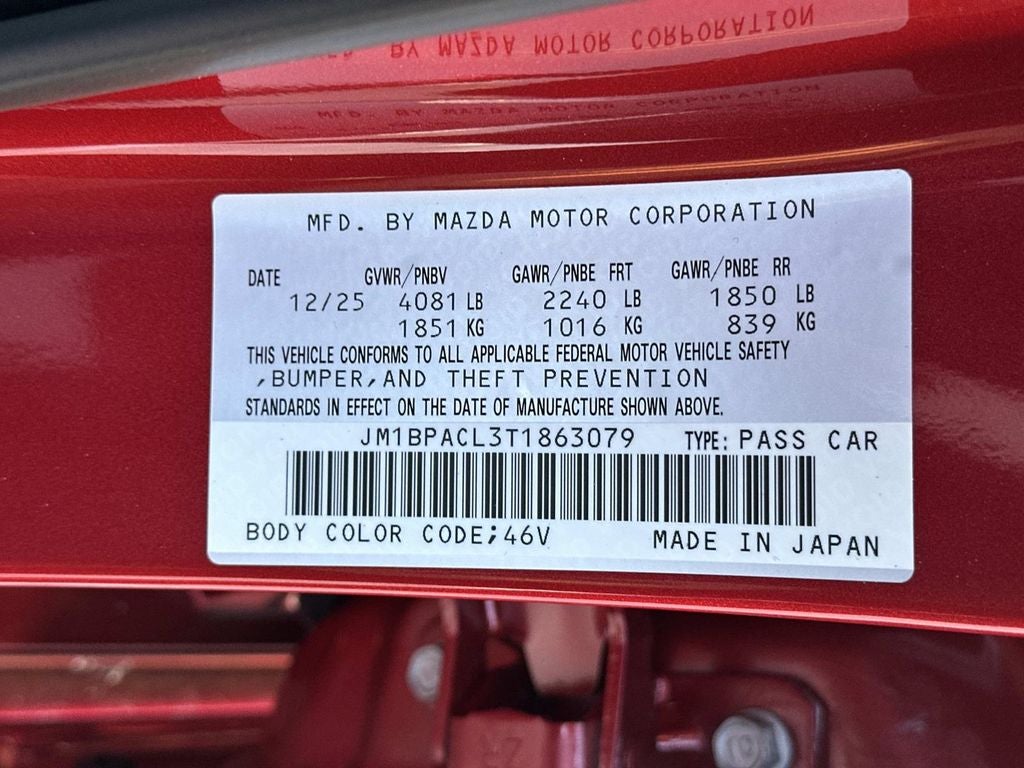 MFD. BY MAZDA MOTOR CORPORATION
DATE GVWR/PNBV GAWR/PNBE FRT GAWR/PNBE RR
12/25 4081 LB 2240 LB 1850 LB
1851 KG 1016 KG 839 KG
THIS VEHICLE CONFORMS TO ALL APPLICABLE FEDERAL MOTOR VEHICLE SAFETY
,BUMPER,AND THEFT PREVENTION
STANDARDS IN EFFECT ON THE DATE OF MANUFACTURE SHOWN ABOVE.
JM1BPACL3T1863079 TYPE: PASS CAR
BODY COLOR CODE;46V MADE IN JAPAN